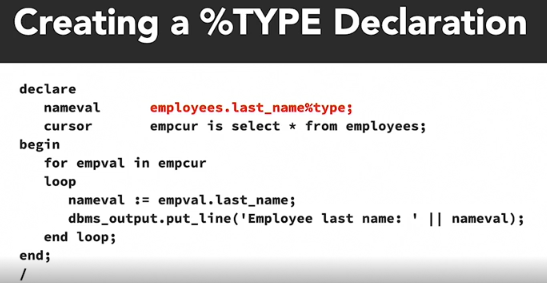 Creating a %TYPE Declaration
declare
nameval employees.last_name%type;
cursor empcur is select * from employees;
begin
for empval in empcur
loop
nameval := empval.last_name;
dbms_output.put_line('Employee last name: ' || nameval);
end loop;
end;
/